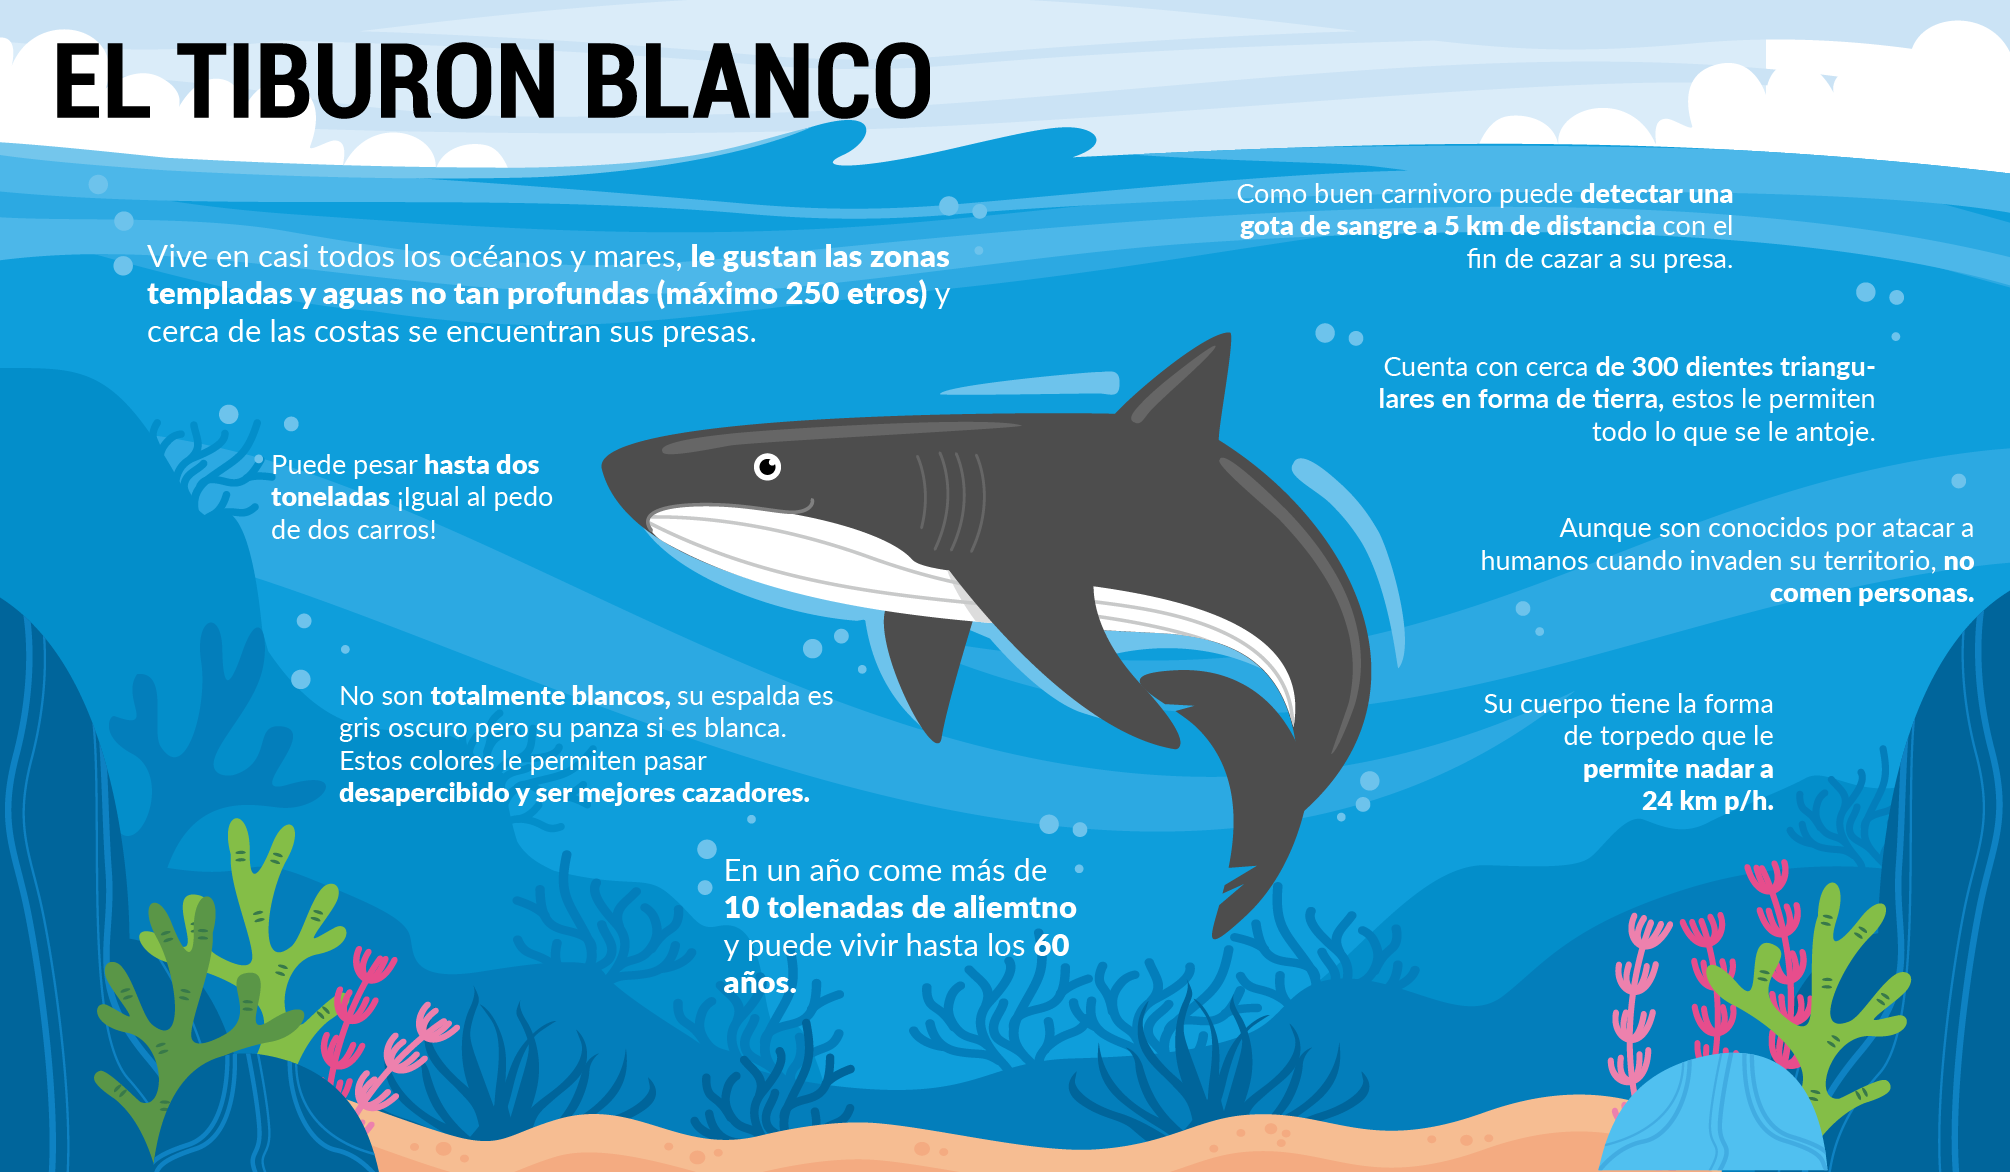 EL TIBURON BLANCO
Vive en casi todos los océanos y mares, le gustan las zonas
templadas y aguas no tan profundas (máximo 250 etros) y
cerca de las costas se encuentran sus presas.
Puede pesar hasta dos
toneladas ¡Igual al pedo
de dos carros!
No son totalmente blancos, su espalda es
gris oscuro pero su panza si es blanca.
Estos colores le permiten pasar
desapercibido y ser mejores cazadores.
En un año come más de
10 tolenadas de aliemtno
y puede vivir hasta los 60
años.
Como buen carnivoro puede detectar una
gota de sangre a 5 km de distancia con el
fin de cazar a su presa.
Cuenta con cerca de 300 dientes triangu-
lares en forma de tierra, estos le permiten
todo lo que se le antoje.
Aunque son conocidos por atacar a
humanos cuando invaden su territorio, no
comen personas.
Su cuerpo tiene la forma
de torpedo que le
permite nadar a
24 km p/h.